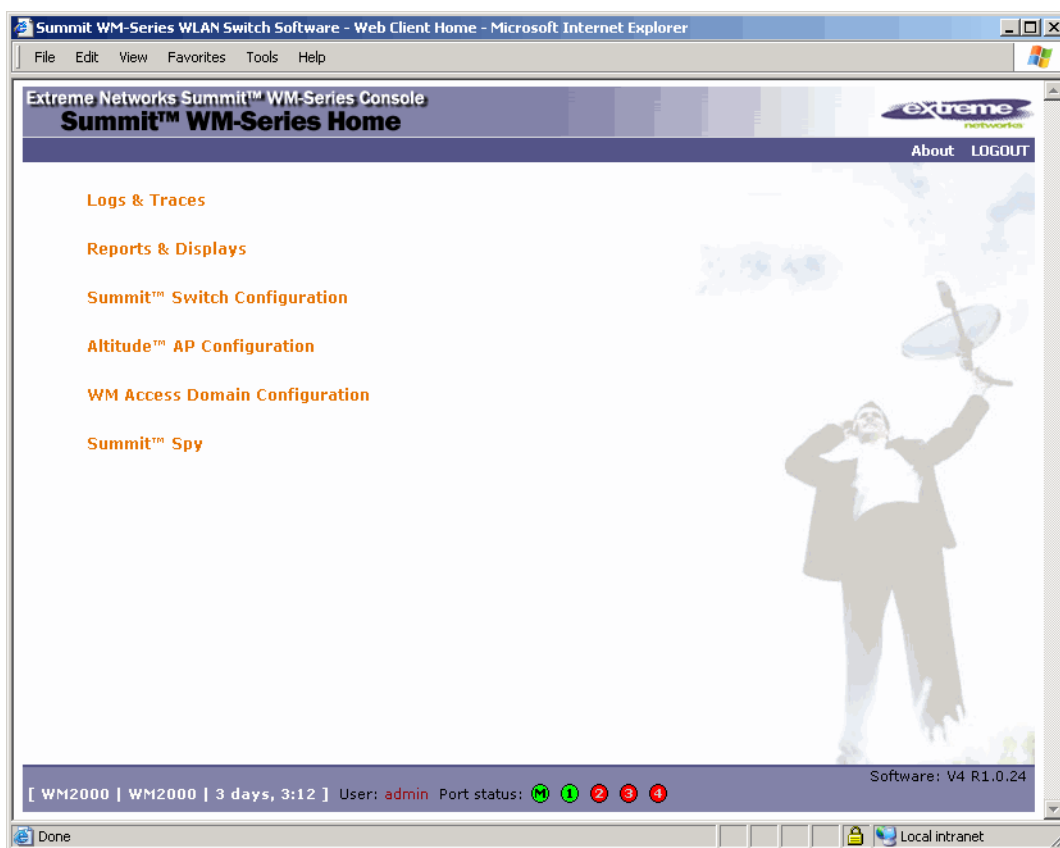 Summit WM-Series WLAN Switch Software - Web Client Home - Microsoft Internet Explorer
File Edit View Favorites Tools Help
Extreme Networks Summit™ WM-Series Console
Summit™ WM-Series Home
extreme
networks
About LOGOUT
Logs & Traces
Reports & Displays
Summit™ Switch Configuration
Altitude™ AP Configuration
WM Access Domain Configuration
Summit™ Spy
Software: V4 R1.0.24
[ WM2000 | WM2000 | 3 days, 3:12 ] User: admin Port status: M 1 2 3 4
Done Local intranet